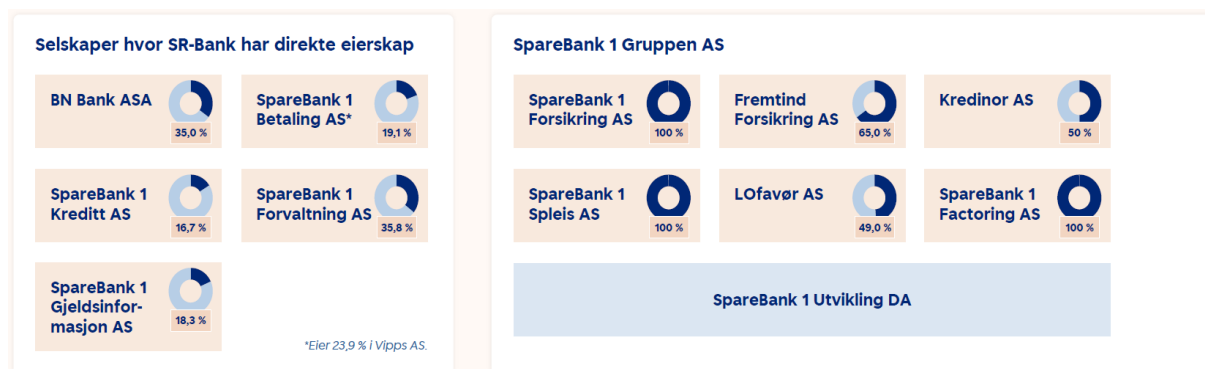 Selskaper hvor SR-Bank har direkte eierskap
BN Bank ASA
35,0 %
SpareBank 1
Betaling AS*
19,1 %
SpareBank 1
Kreditt AS
16,7 %
SpareBank 1
Forvaltning AS
35,8 %
SpareBank 1
Gjeldsinfor-
masjon AS
18,3 %
*Eier 23,9 % i Vipps AS.
SpareBank 1 Gruppen AS
SpareBank 1
Forsikring AS
100 %
Fremtind
Forsikring AS
65,0 %
Kredinor AS
50 %
SpareBank 1
Spleis AS
100 %
LOfavør AS
49,0 %
SpareBank 1
Factoring AS
100 %
SpareBank 1 Utvikling DA